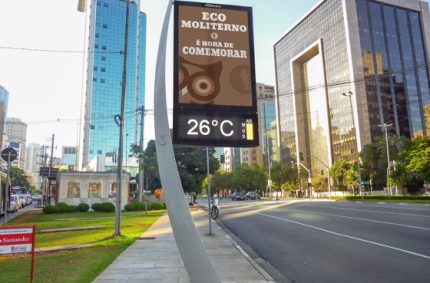 ECO
MOLITERNO
É HORA DE
COMEMORAR
26°C
Santander